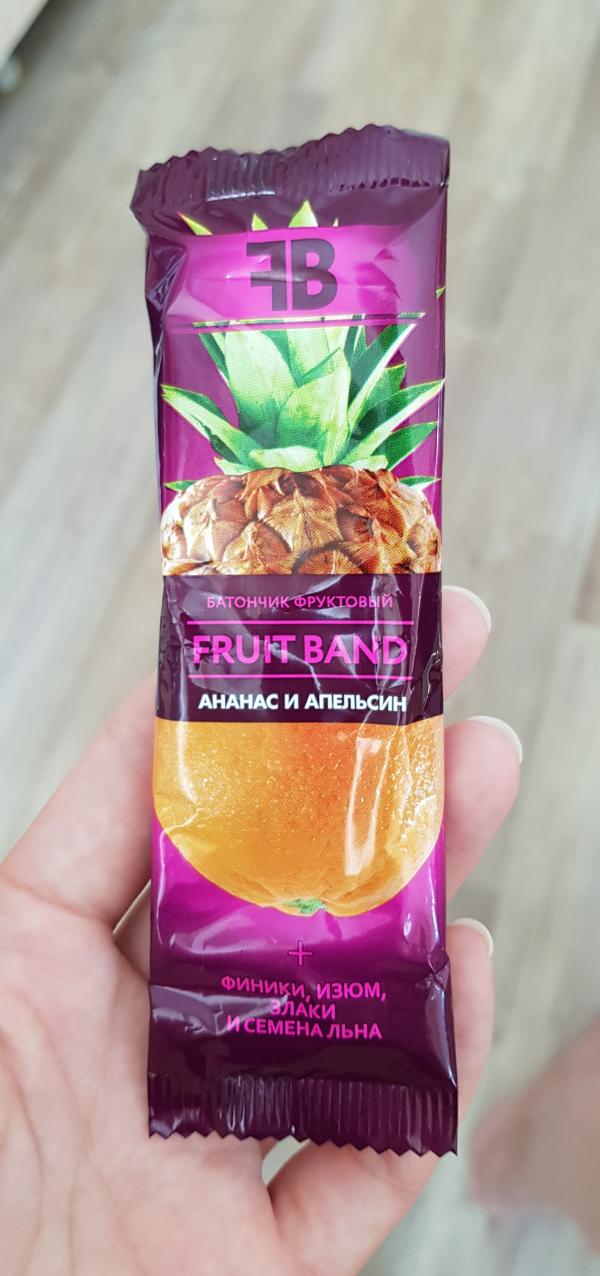 FB
БАТОНЧИК ФРУКТОВЫЙ
FRUIT BAND
АНАНАС И АПЕЛЬСИН
+
ФИНИКИ, ИЗЮМ,
ЗЛАКИ
И СЕМЕНА ЛЬНА